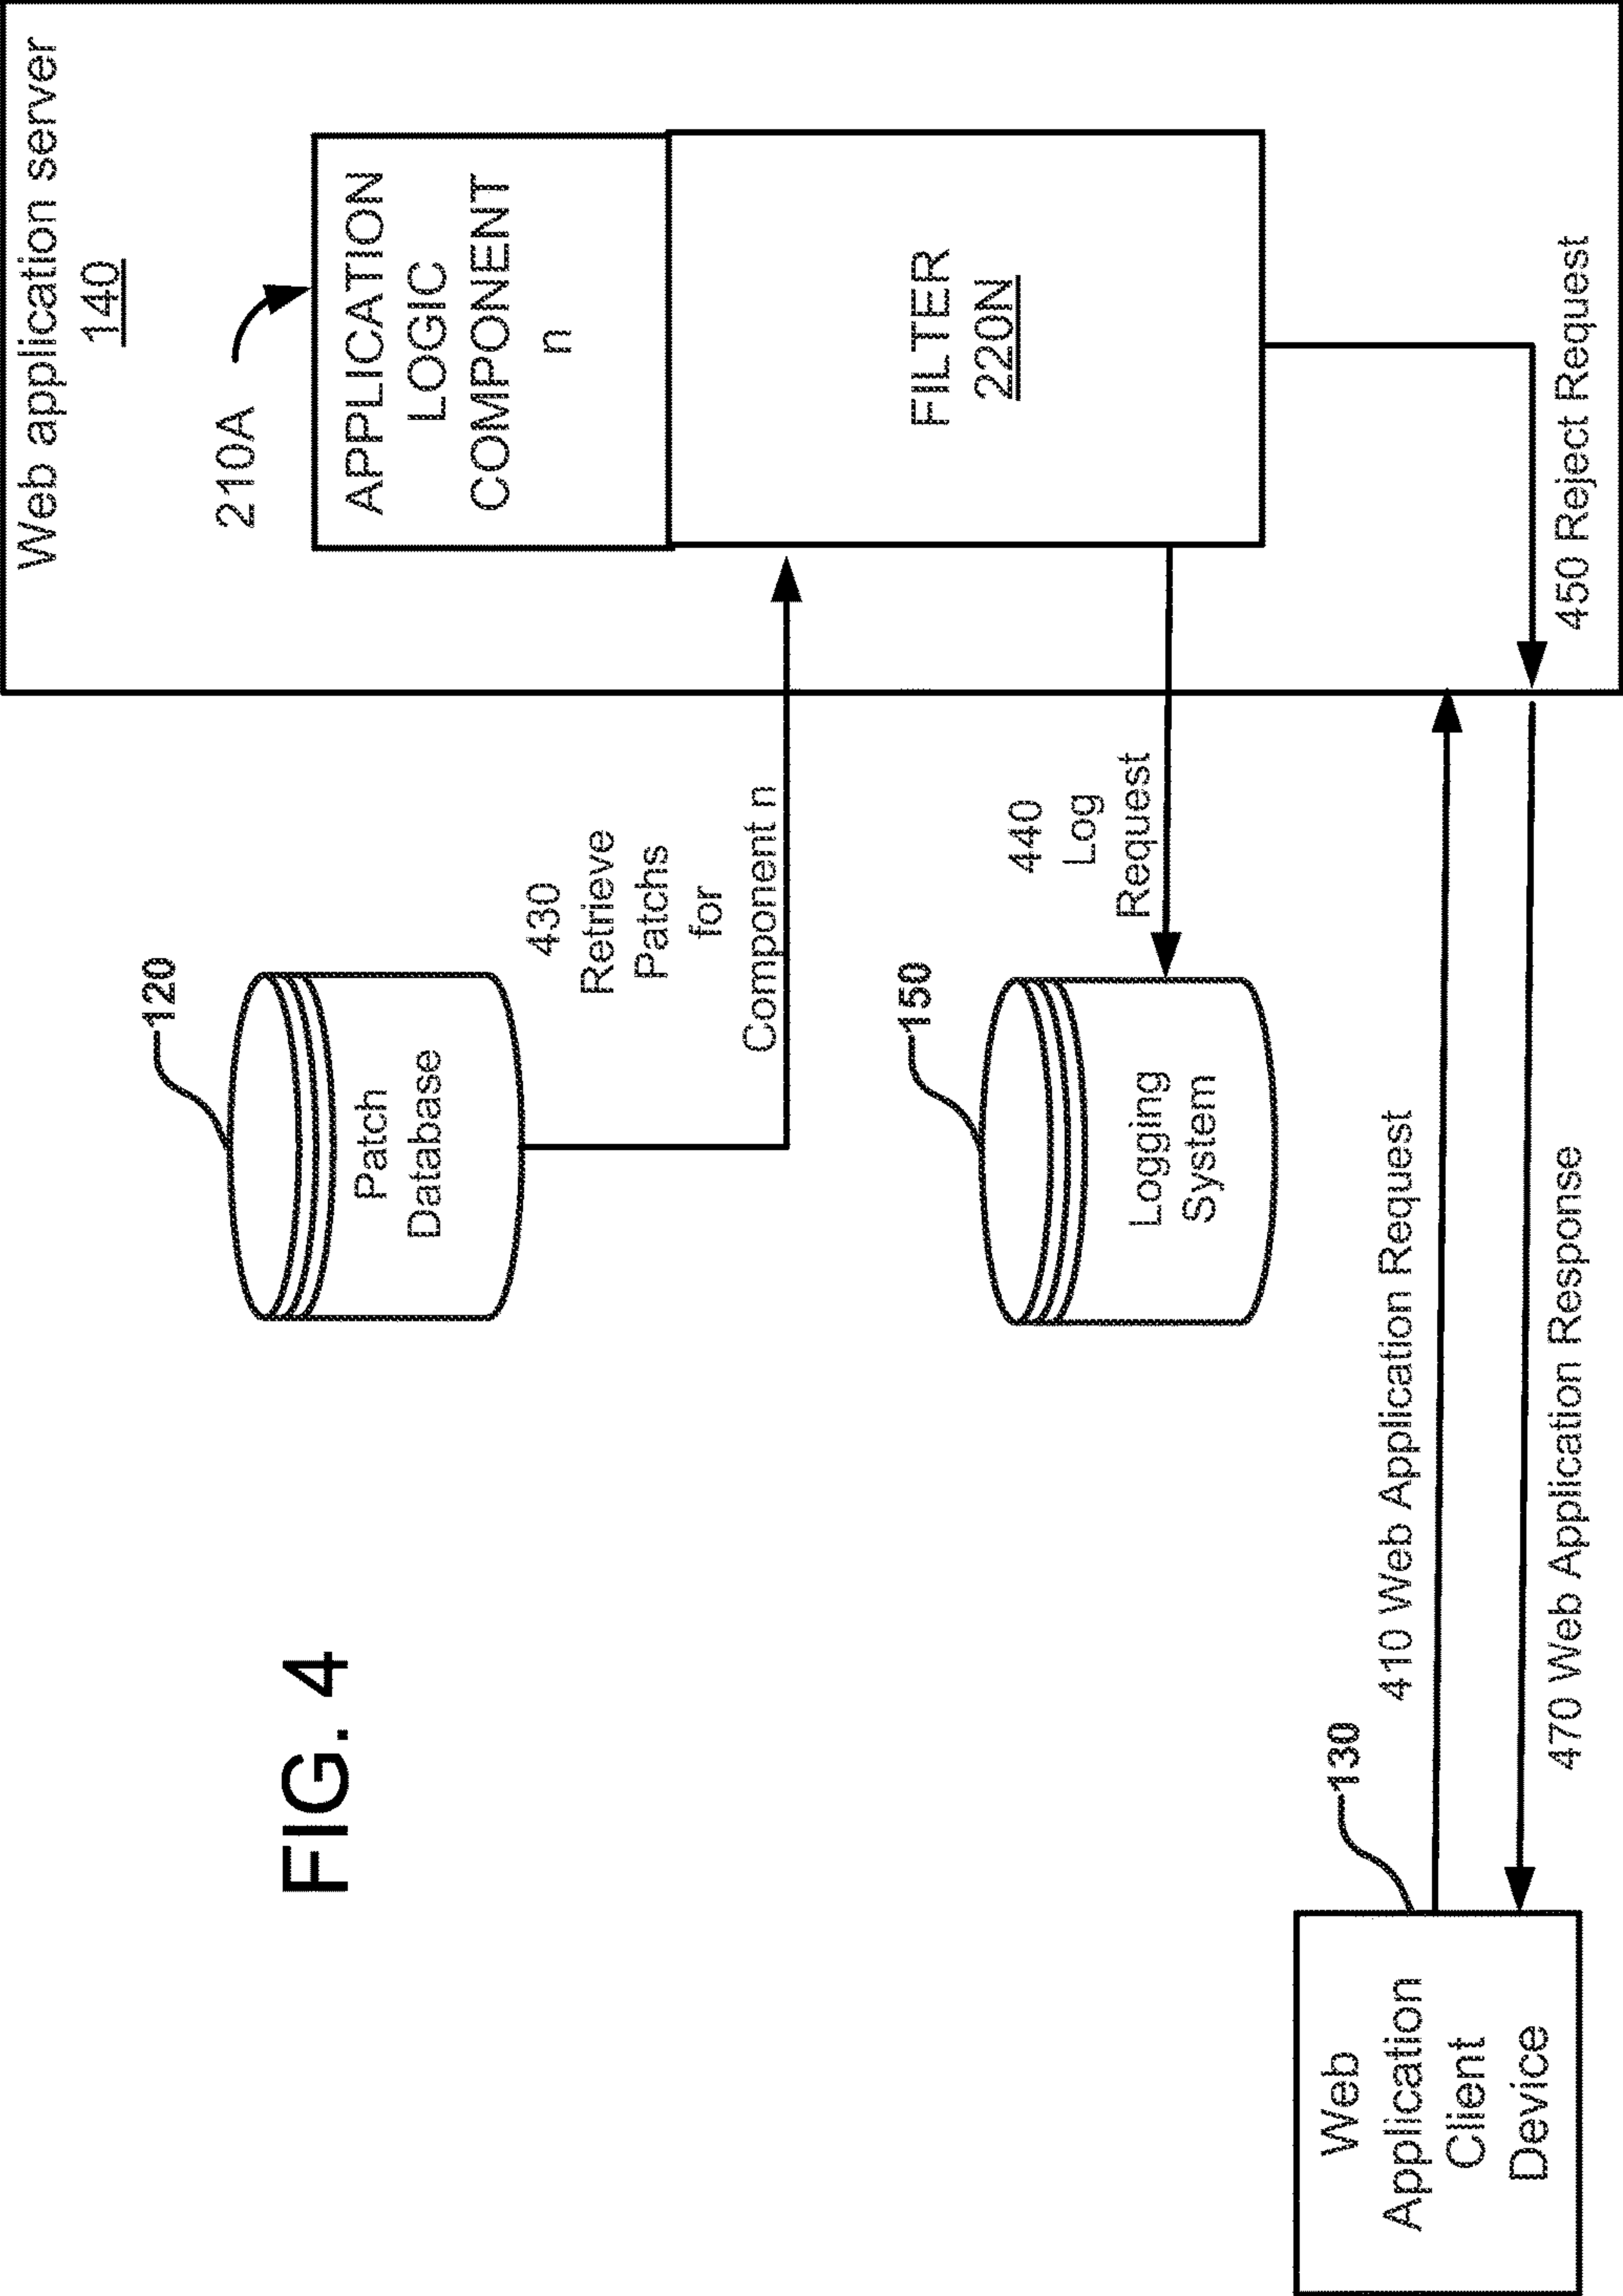 Web application server
140
210A
APPLICATION
LOGIC
COMPONENT
n
FILTER
220N
120
Patch
Database
430
Retrieve
Patchs
for
Component n
150
Logging
System
440
Log
Request
FIG. 4
130
Web
Application
Client
Device
410 Web Application Request
450 Reject Request
470 Web Application Response